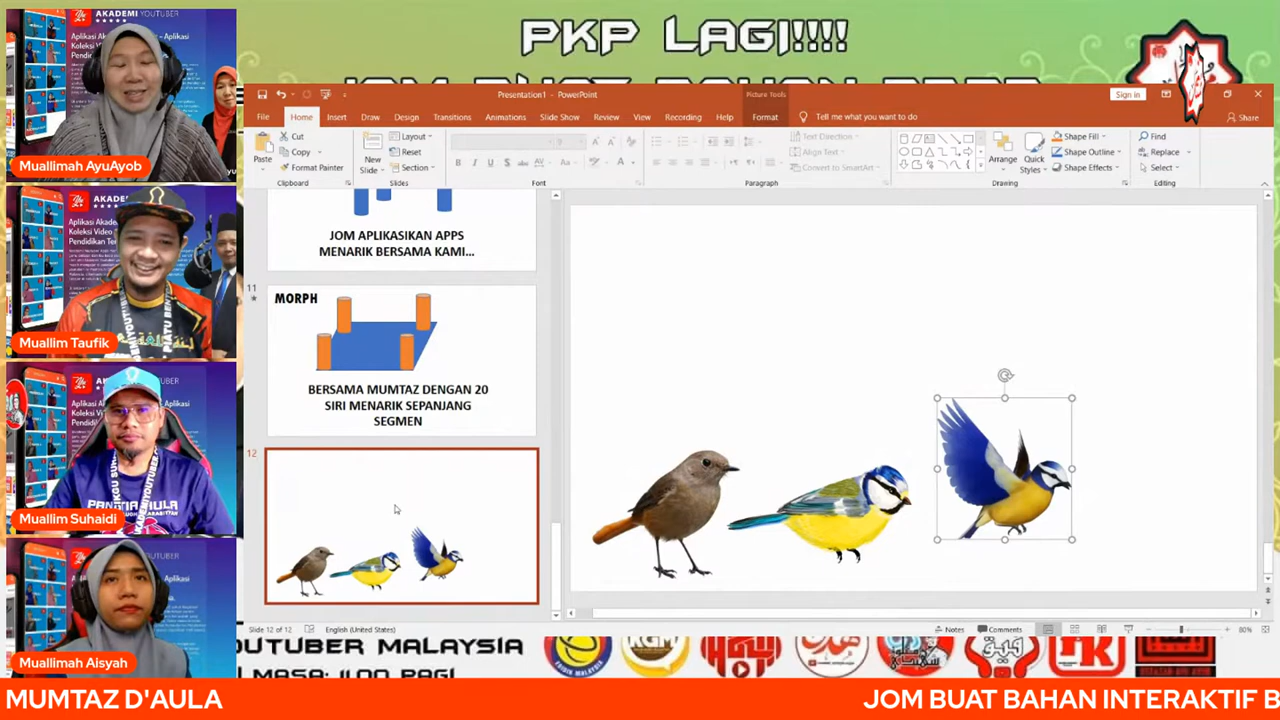 PKP LAGI!!!!
AKADEMI YOUTUBER
Muallimah AyuAyob
Muallim Taufik
Muallim Suhaidi
Muallimah Aisyah
Presentation1 - PowerPoint
Picture Tools
Sign in
File
Home
Insert
Draw
Design
Transitions
Animations
Slide Show
Review
View
Recording
Help
Format
Tell me what you want to do
Share
Paste
Cut
Copy
Format Painter
Clipboard
New
Slide
Layout
Reset
Section
Slides
Font
Text Direction
Align Text
Convert to SmartArt
Paragraph
Arrange
Quick
Styles
Shape Fill
Shape Outline
Shape Effects
Drawing
Find
Replace
Select
Editing
JOM APLIKASIKAN APPS
MENARIK BERSAMA KAMI...
11
MORPH
BERSAMA MUMTAZ DENGAN 20
SIRI MENARIK SEPANJANG
SEGMEN
12
Slide 12 of 12
English (United States)
Notes
Comments
80%
OUTUBER MALAYSIA
MASA: 11.00 PAGI
MUMTAZ D'AULA
JOM BUAT BAHAN INTERAKTIF B